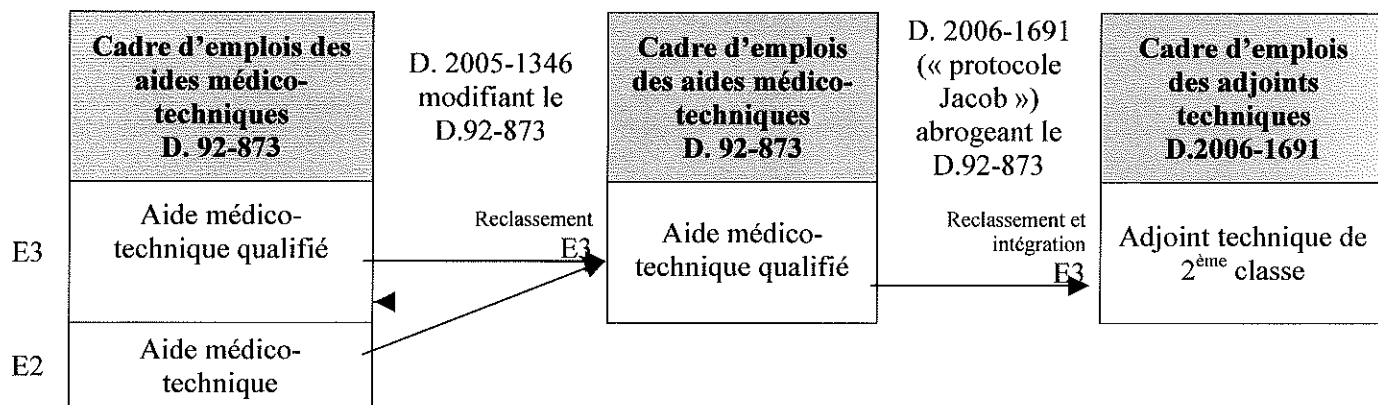 Cadre d'emplois des
aides médico-
techniques
D. 92-873
D. 2005-1346
modifiant le
D.92-873
Cadre d'emplois
des aides médico-
techniques
D. 92-873
D. 2006-1691
(« protocole
Jacob »)
abrogeant le
D.92-873
Cadre d'emplois
des adjoints
techniques
D.2006-1691
E3
Aide médico-
technique qualifié
Reclassement
E3
Aide médico-
technique qualifié
Reclassement et
intégration
E3
Adjoint technique de
2ème classe
E2
Aide médico-
technique